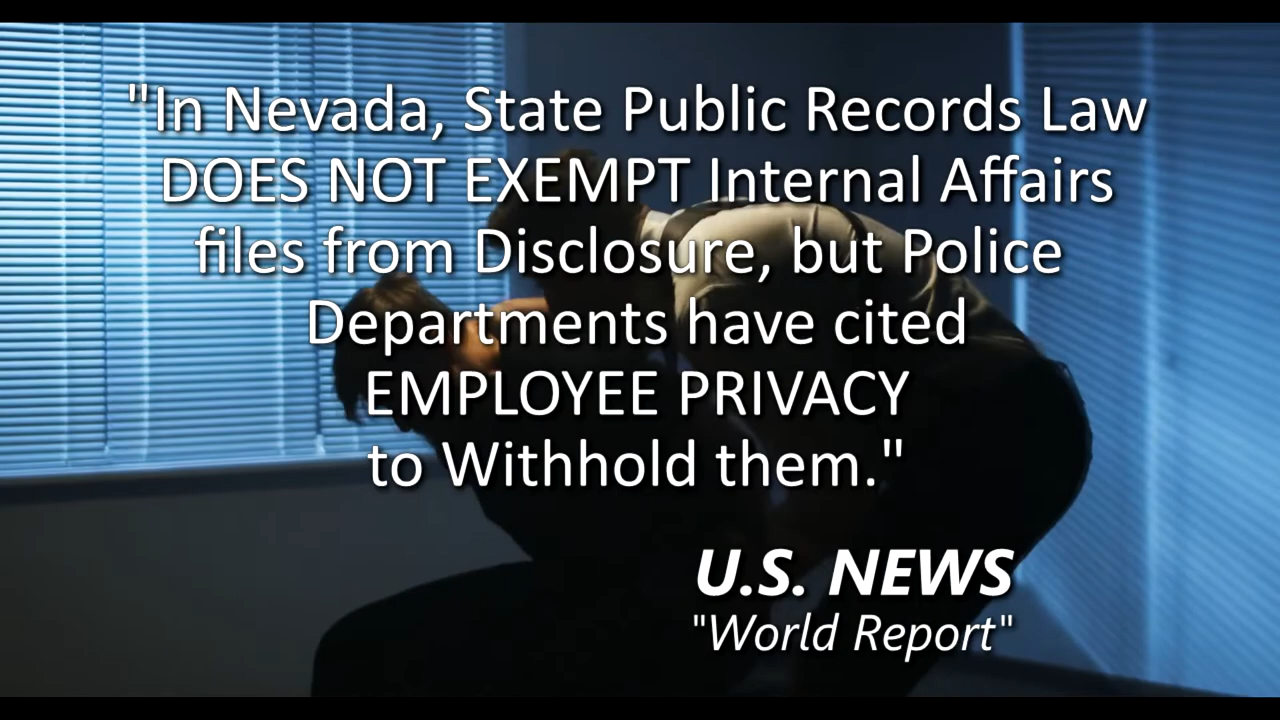 "In Nevada, State Public Records Law
DOES NOT EXEMPT Internal Affairs
files from Disclosure, but Police
Departments have cited
EMPLOYEE PRIVACY
to Withhold them."
U.S. NEWS
"World Report"